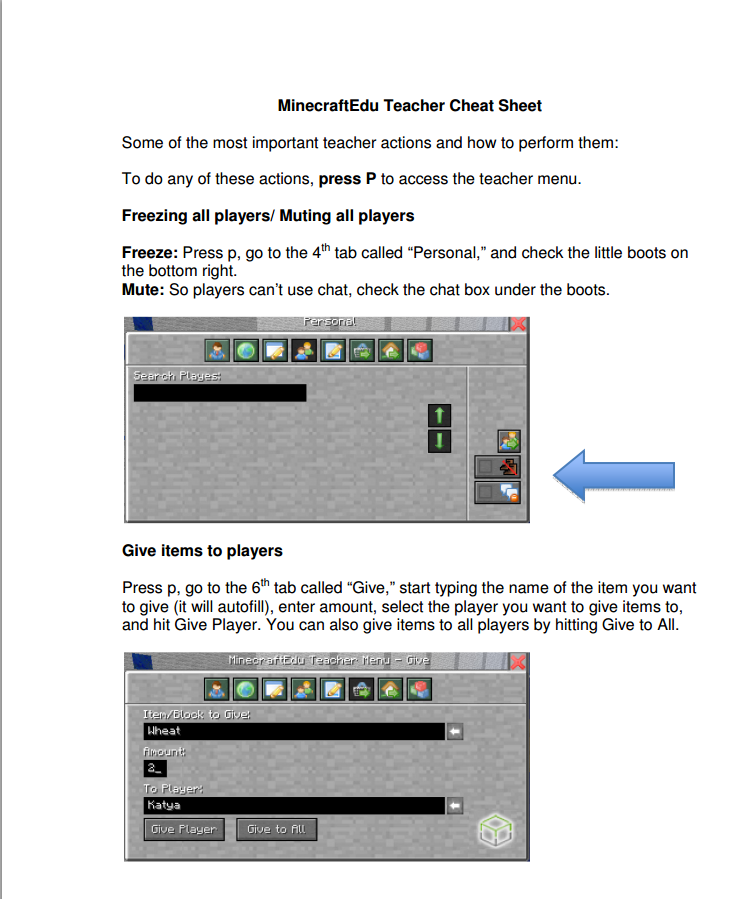 MinecraftEdu Teacher Cheat Sheet
Some of the most important teacher actions and how to perform them:
To do any of these actions, press P to access the teacher menu.
Freezing all players/ Muting all players
Freeze: Press p, go to the 4th tab called “Personal,” and check the little boots on
the bottom right.
Mute: So players can’t use chat, check the chat box under the boots.
Personal
Search Playes:
Give items to players
Press p, go to the 6th tab called “Give,” start typing the name of the item you want
to give (it will autofill), enter amount, select the player you want to give items to,
and hit Give Player. You can also give items to all players by hitting Give to All.
MinecraftEdu Teacher Menu - Give
Item/Block to Give:
Wheat
Amount:
2_
To Player:
Katya
Give Player Give to All